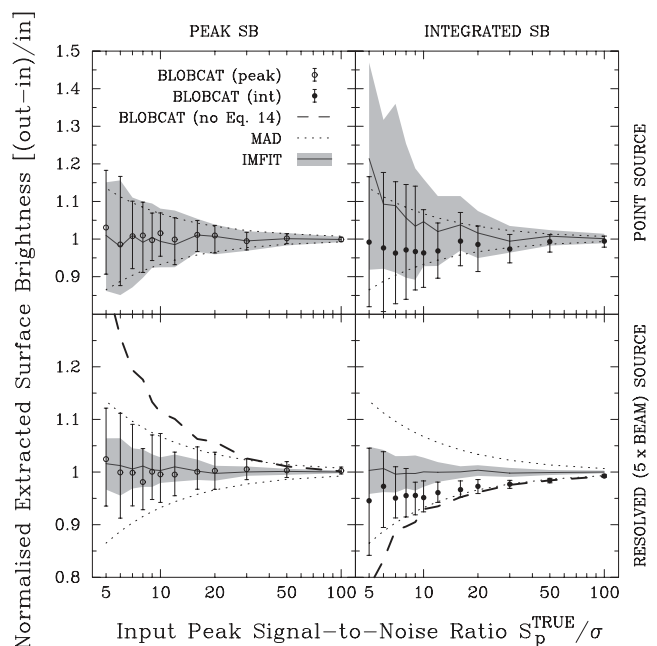 PEAK SB
INTEGRATED SB
Normalised Extracted Surface Brightness [(out−in)/in]
1.5
1.4
1.3
1.2
1.1
1
0.9
BLOBCAT (peak)
BLOBCAT (int)
BLOBCAT (no Eq. 14)
MAD
IMFIT
POINT SOURCE
1.2
1.1
1
0.9
0.8
RESOLVED (5 x BEAM) SOURCE
5 10 20 50 100
5 10 20 50 100
Input Peak Signal−to−Noise Ratio S_p^TRUE/σ